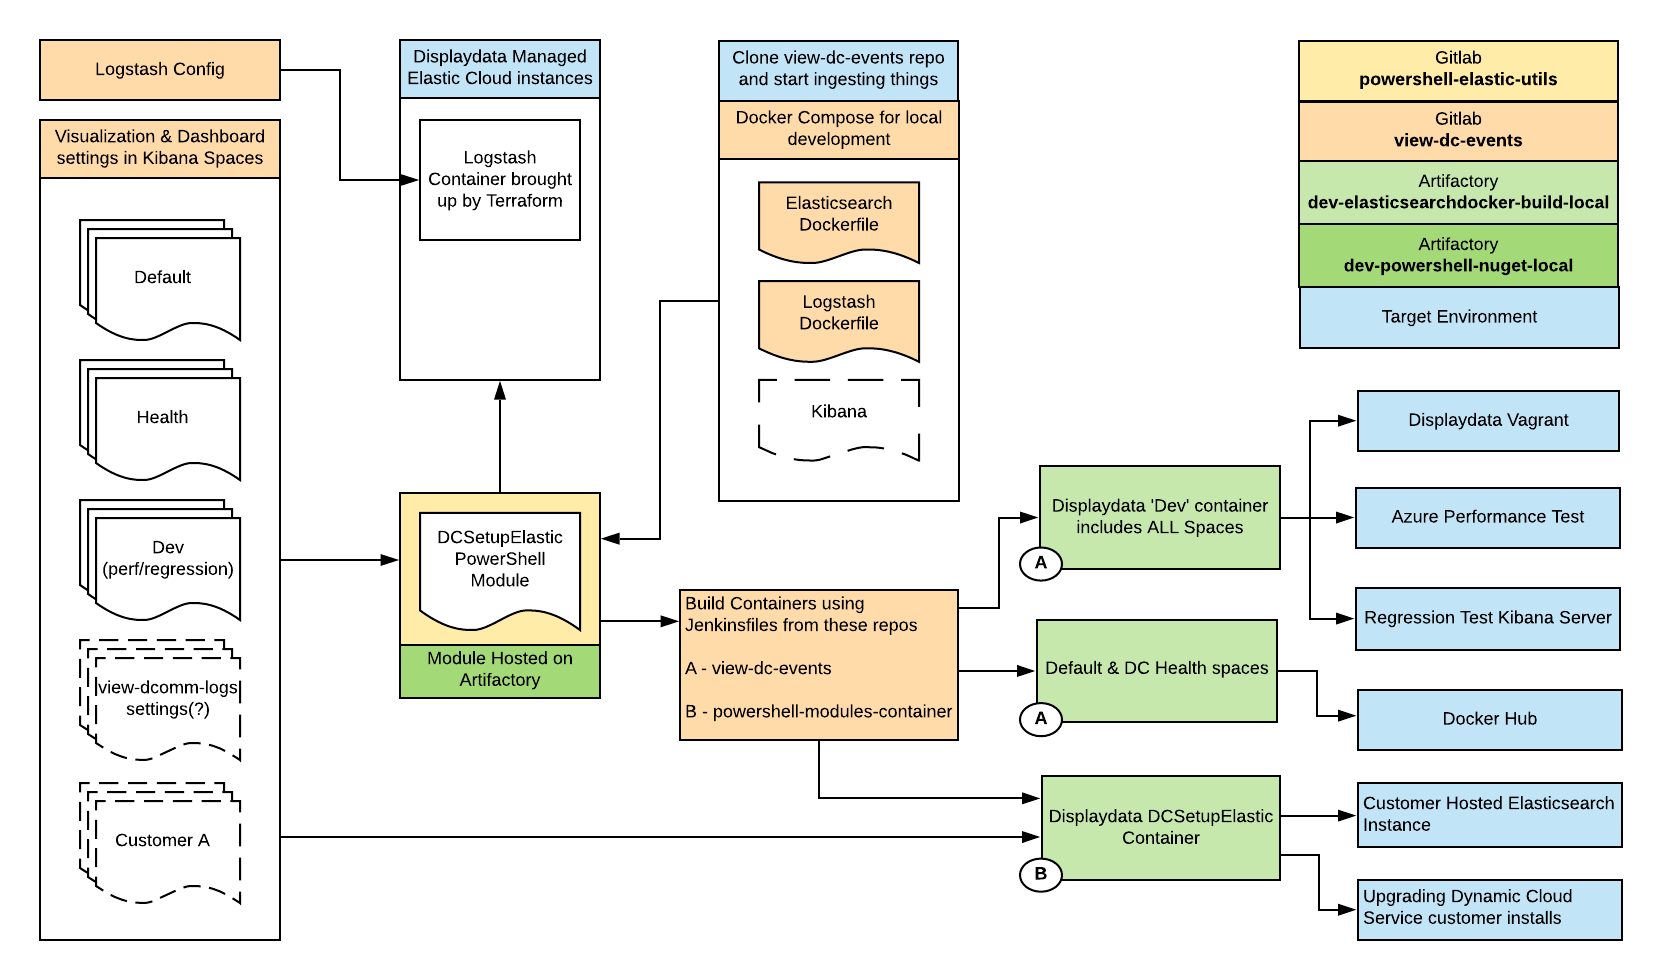 Logstash Config
Visualization & Dashboard
settings in Kibana Spaces
Default
Health
Dev
(perf/regression)
view-dcomm-logs
settings(?)
Customer A
Displaydata Managed
Elastic Cloud instances
Logstash
Container brought
up by Terraform
DCSetupElastic
PowerShell
Module
Module Hosted on
Artifactory
Clone view-dc-events repo
and start ingesting things
Docker Compose for local
development
Elasticsearch
Dockerfile
Logstash
Dockerfile
Kibana
Build Containers using
Jenkinsfiles from these repos
A - view-dc-events
B - powershell-modules-container
Displaydata 'Dev' container
includes ALL Spaces
A
Default & DC Health spaces
A
Displaydata DCSetupElastic
Container
B
Gitlab
powershell-elastic-utils
Gitlab
view-dc-events
Artifactory
dev-elasticsearchdocker-build-local
Artifactory
dev-powershell-nuget-local
Target Environment
Displaydata Vagrant
Azure Performance Test
Regression Test Kibana Server
Docker Hub
Customer Hosted Elasticsearch
Instance
Upgrading Dynamic Cloud
Service customer installs